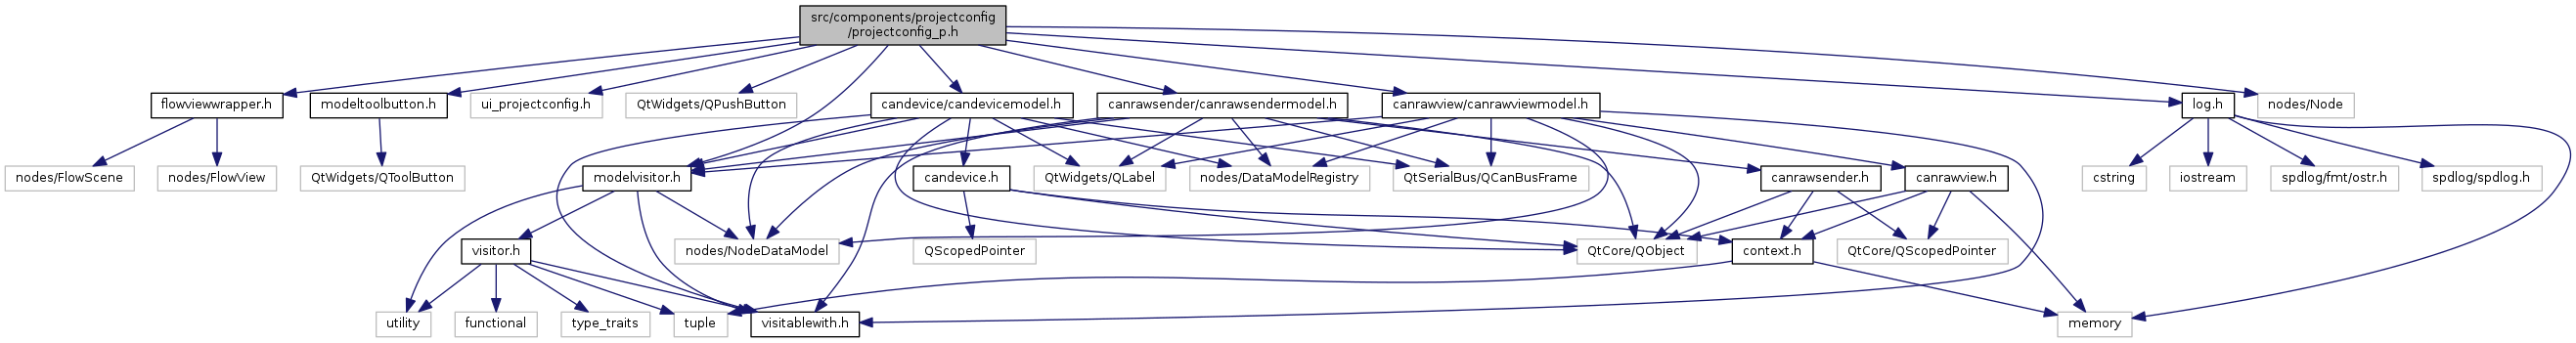 src/components/projectconfig
/projectconfig_p.h
flowviewwrapper.h
modeltoolbutton.h
ui_projectconfig.h
QtWidgets/QPushButton
candevice/candevicemodel.h
canrawsender/canrawsendermodel.h
canrawview/canrawviewmodel.h
log.h
nodes/Node
nodes/FlowScene
nodes/FlowView
QtWidgets/QToolButton
modelvisitor.h
candevice.h
QtWidgets/QLabel
nodes/DataModelRegistry
QtSerialBus/QCanBusFrame
canrawsender.h
canrawview.h
cstring
iostream
spdlog/fmt/ostr.h
spdlog/spdlog.h
visitor.h
nodes/NodeDataModel
QScopedPointer
QtCore/QObject
context.h
QtCore/QScopedPointer
utility
functional
type_traits
tuple
visitablewith.h
memory